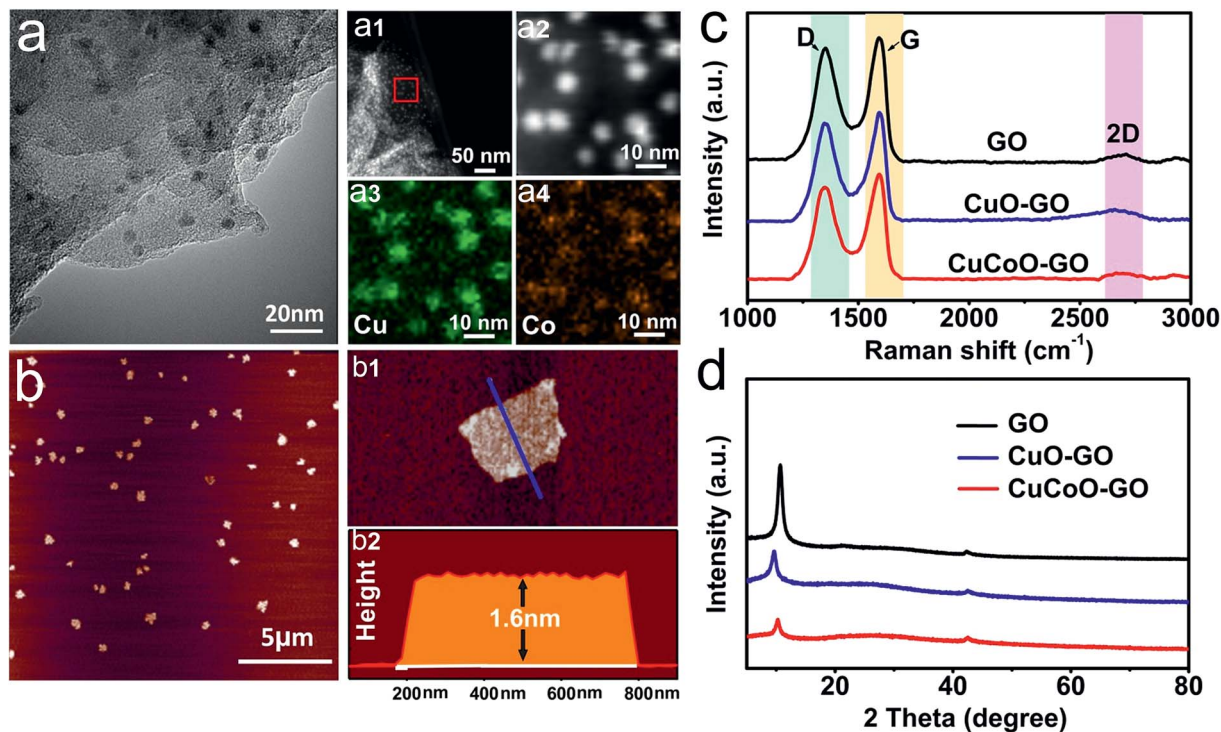 a
20nm
a1
50 nm
a2
10 nm
a3
Cu
10 nm
a4
Co
10 nm
b
5μm
b1
b2
Height
1.6nm
200nm 400nm 600nm 800nm
c
Intensity (a.u.)
D
G
2D
GO
CuO-GO
CuCoO-GO
1000 1500 2000 2500 3000
Raman shift (cm⁻¹)
d
Intensity (a.u.)
GO
CuO-GO
CuCoO-GO
20 40 60 80
2 Theta (degree)